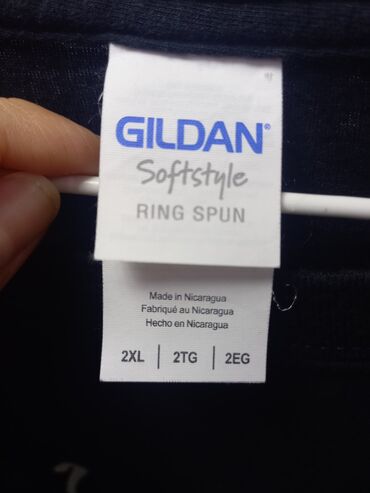 GILDAN®
Softstyle
RING SPUN
Made in Nicaragua
Fabriqué au Nicaragua
Hecho en Nicaragua
2XL | 2TG | 2EG